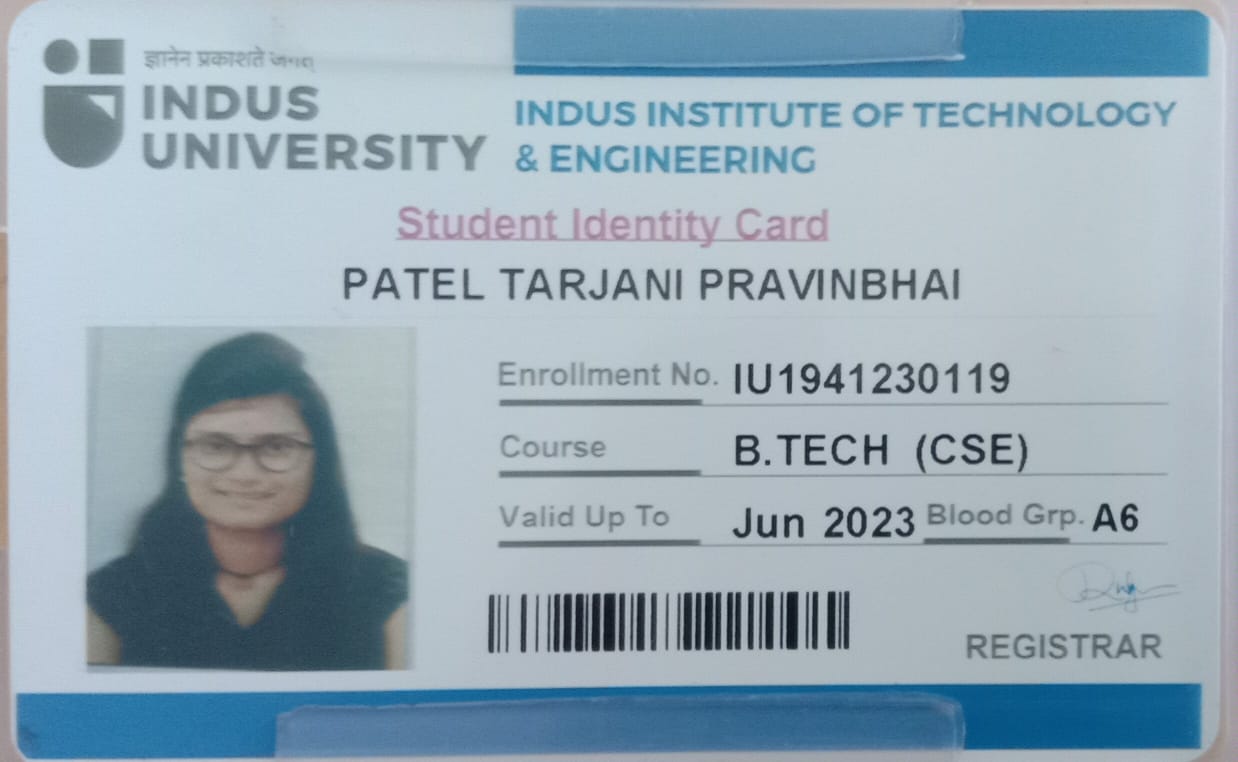 ज्ञानेन प्रकाशते जगत्
INDUS
UNIVERSITY
INDUS INSTITUTE OF TECHNOLOGY
& ENGINEERING
Student Identity Card
PATEL TARJANI PRAVINBHAI
Enrollment No. IU1941230119
Course B.TECH (CSE)
Valid Up To Jun 2023 Blood Grp. A6
REGISTRAR